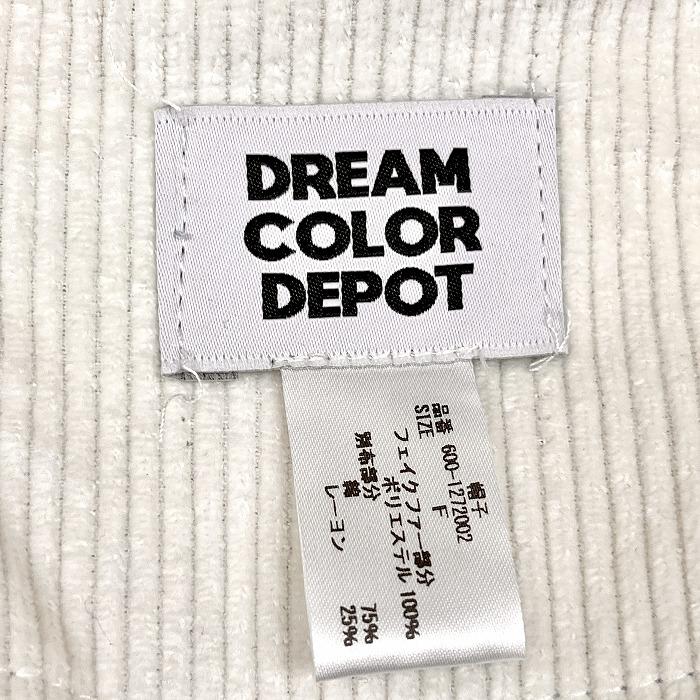 DREAM
COLOR
DEPOT
帽子
品番 600-1272002
SIZE F
フェイクファー部分
ポリエステル 100%
別布部分
綿 75%
レーヨン 25%